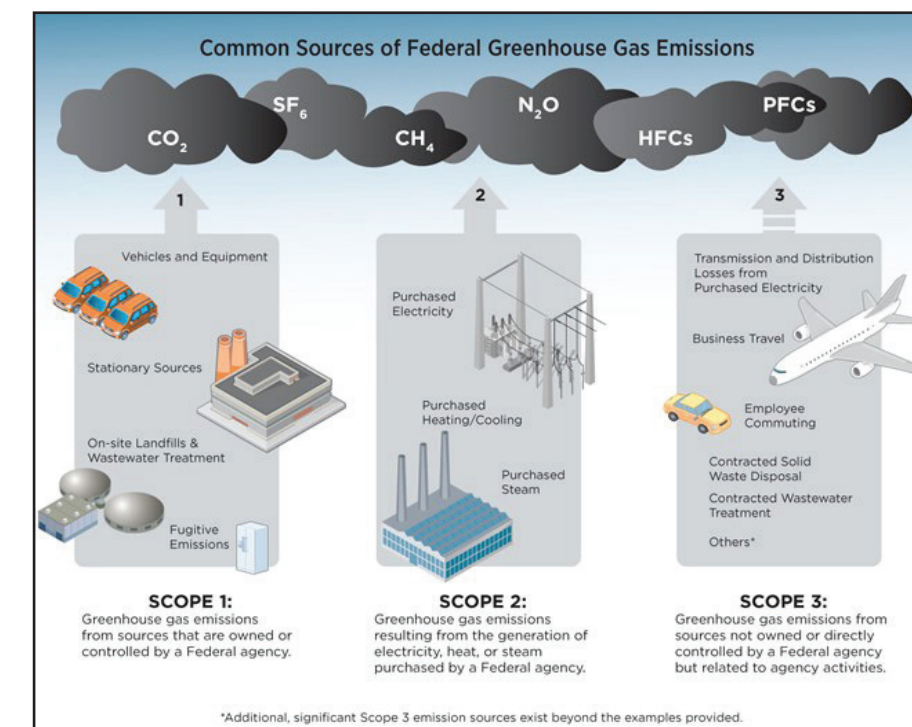 Common Sources of Federal Greenhouse Gas Emissions
CO₂
SF₆
CH₄
N₂O
HFCs
PFCs
1
Vehicles and Equipment
Stationary Sources
On-site Landfills &
Wastewater Treatment
Fugitive
Emissions
SCOPE 1:
Greenhouse gas emissions
from sources that are owned or
controlled by a Federal agency.
2
Purchased
Electricity
Purchased
Heating/Cooling
Purchased
Steam
SCOPE 2:
Greenhouse gas emissions
resulting from the generation of
electricity, heat, or steam
purchased by a Federal agency.
3
Transmission and Distribution
Losses from
Purchased Electricity
Business Travel
Employee
Commuting
Contracted Solid
Waste Disposal
Contracted Wastewater
Treatment
Others*
SCOPE 3:
Greenhouse gas emissions from
sources not owned or directly
controlled by a Federal agency
but related to agency activities.
*Additional, significant Scope 3 emission sources exist beyond the examples provided.